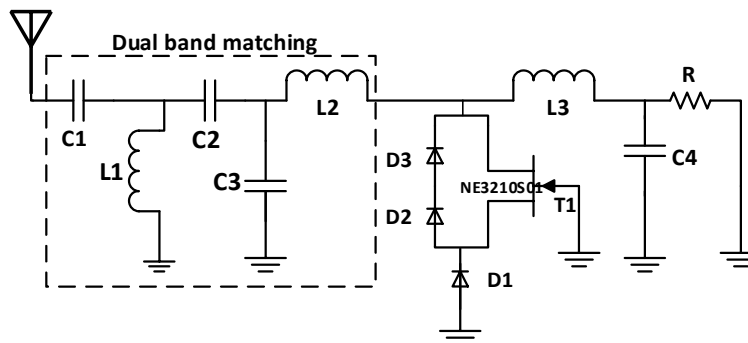 Dual band matching
C1
L1
C2
C3
L2
D3
D2
D1
NE3210S01
T1
L3
C4
R